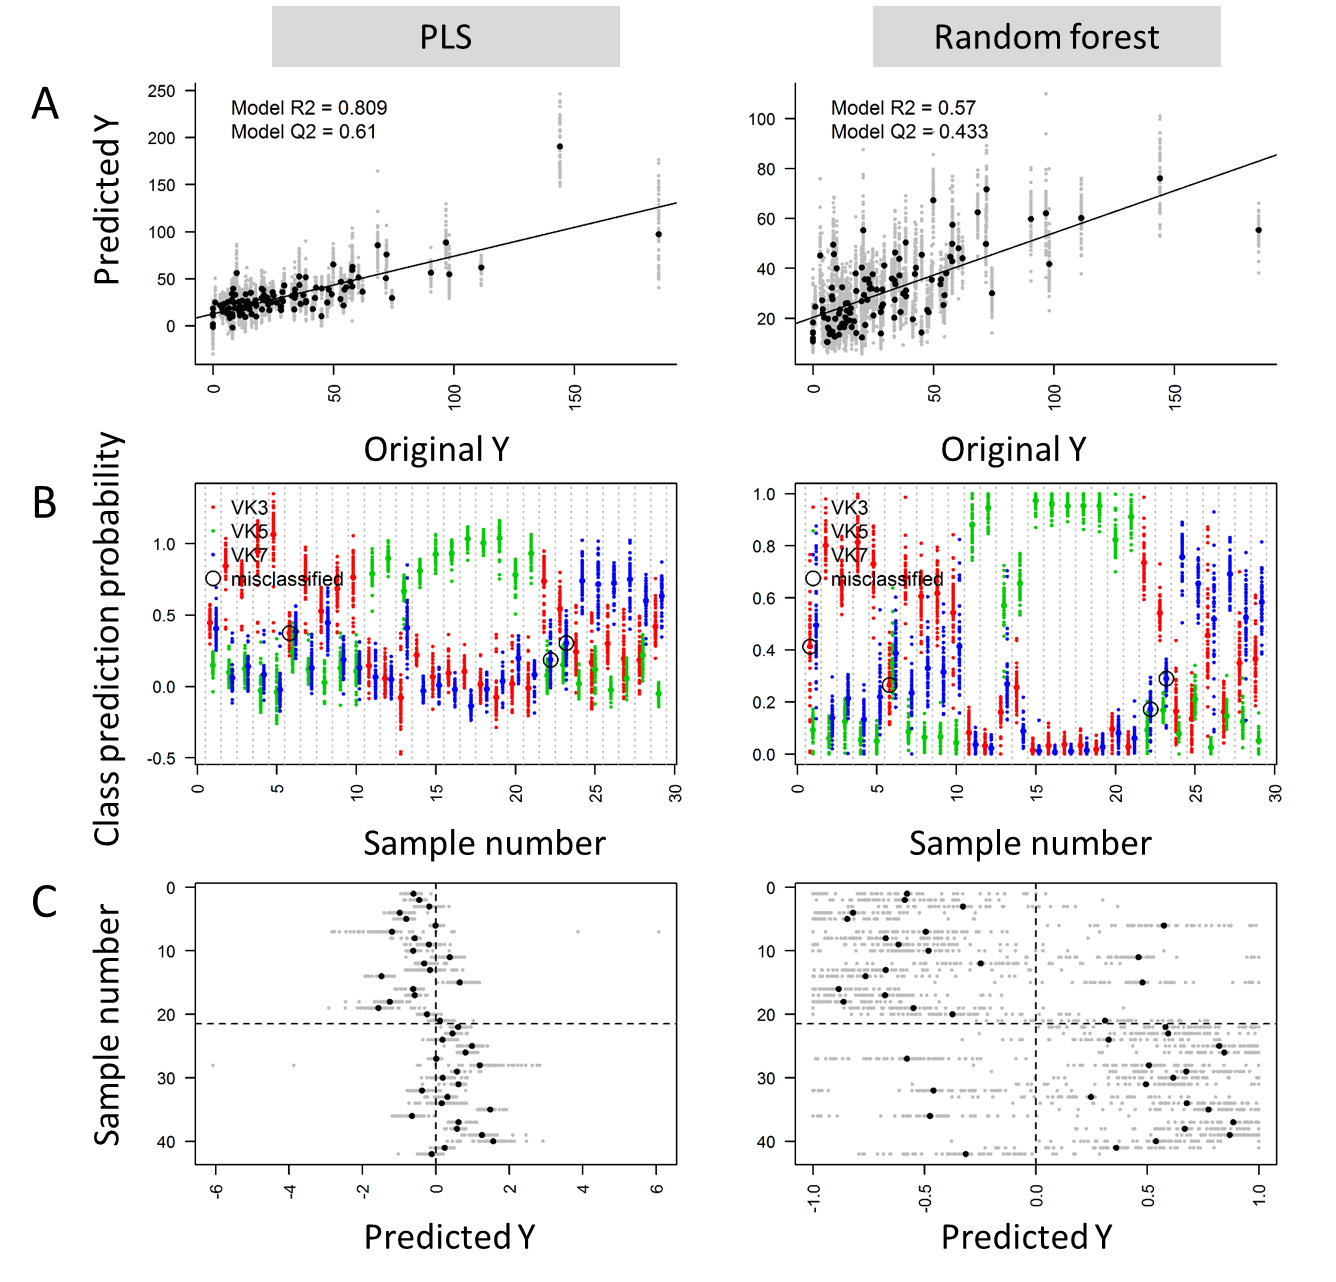 PLS
Random forest
A
Predicted Y
250
200
150
100
50
0
Model R2 = 0.809
Model Q2 = 0.61
0
50
100
150
Original Y
100
80
60
40
20
Model R2 = 0.57
Model Q2 = 0.433
0
50
100
150
Original Y
B
Class prediction probability
1.0
0.5
0.0
-0.5
VK3
VK5
VK7
misclassified
0
5
10
15
20
25
30
Sample number
1.0
0.8
0.6
0.4
0.2
0.0
VK3
VK5
VK7
misclassified
0
5
10
15
20
25
30
Sample number
C
Sample number
0
10
20
30
40
-6
-4
-2
0
2
4
6
Predicted Y
0
10
20
30
40
-1.0
-0.5
0.0
0.5
1.0
Predicted Y